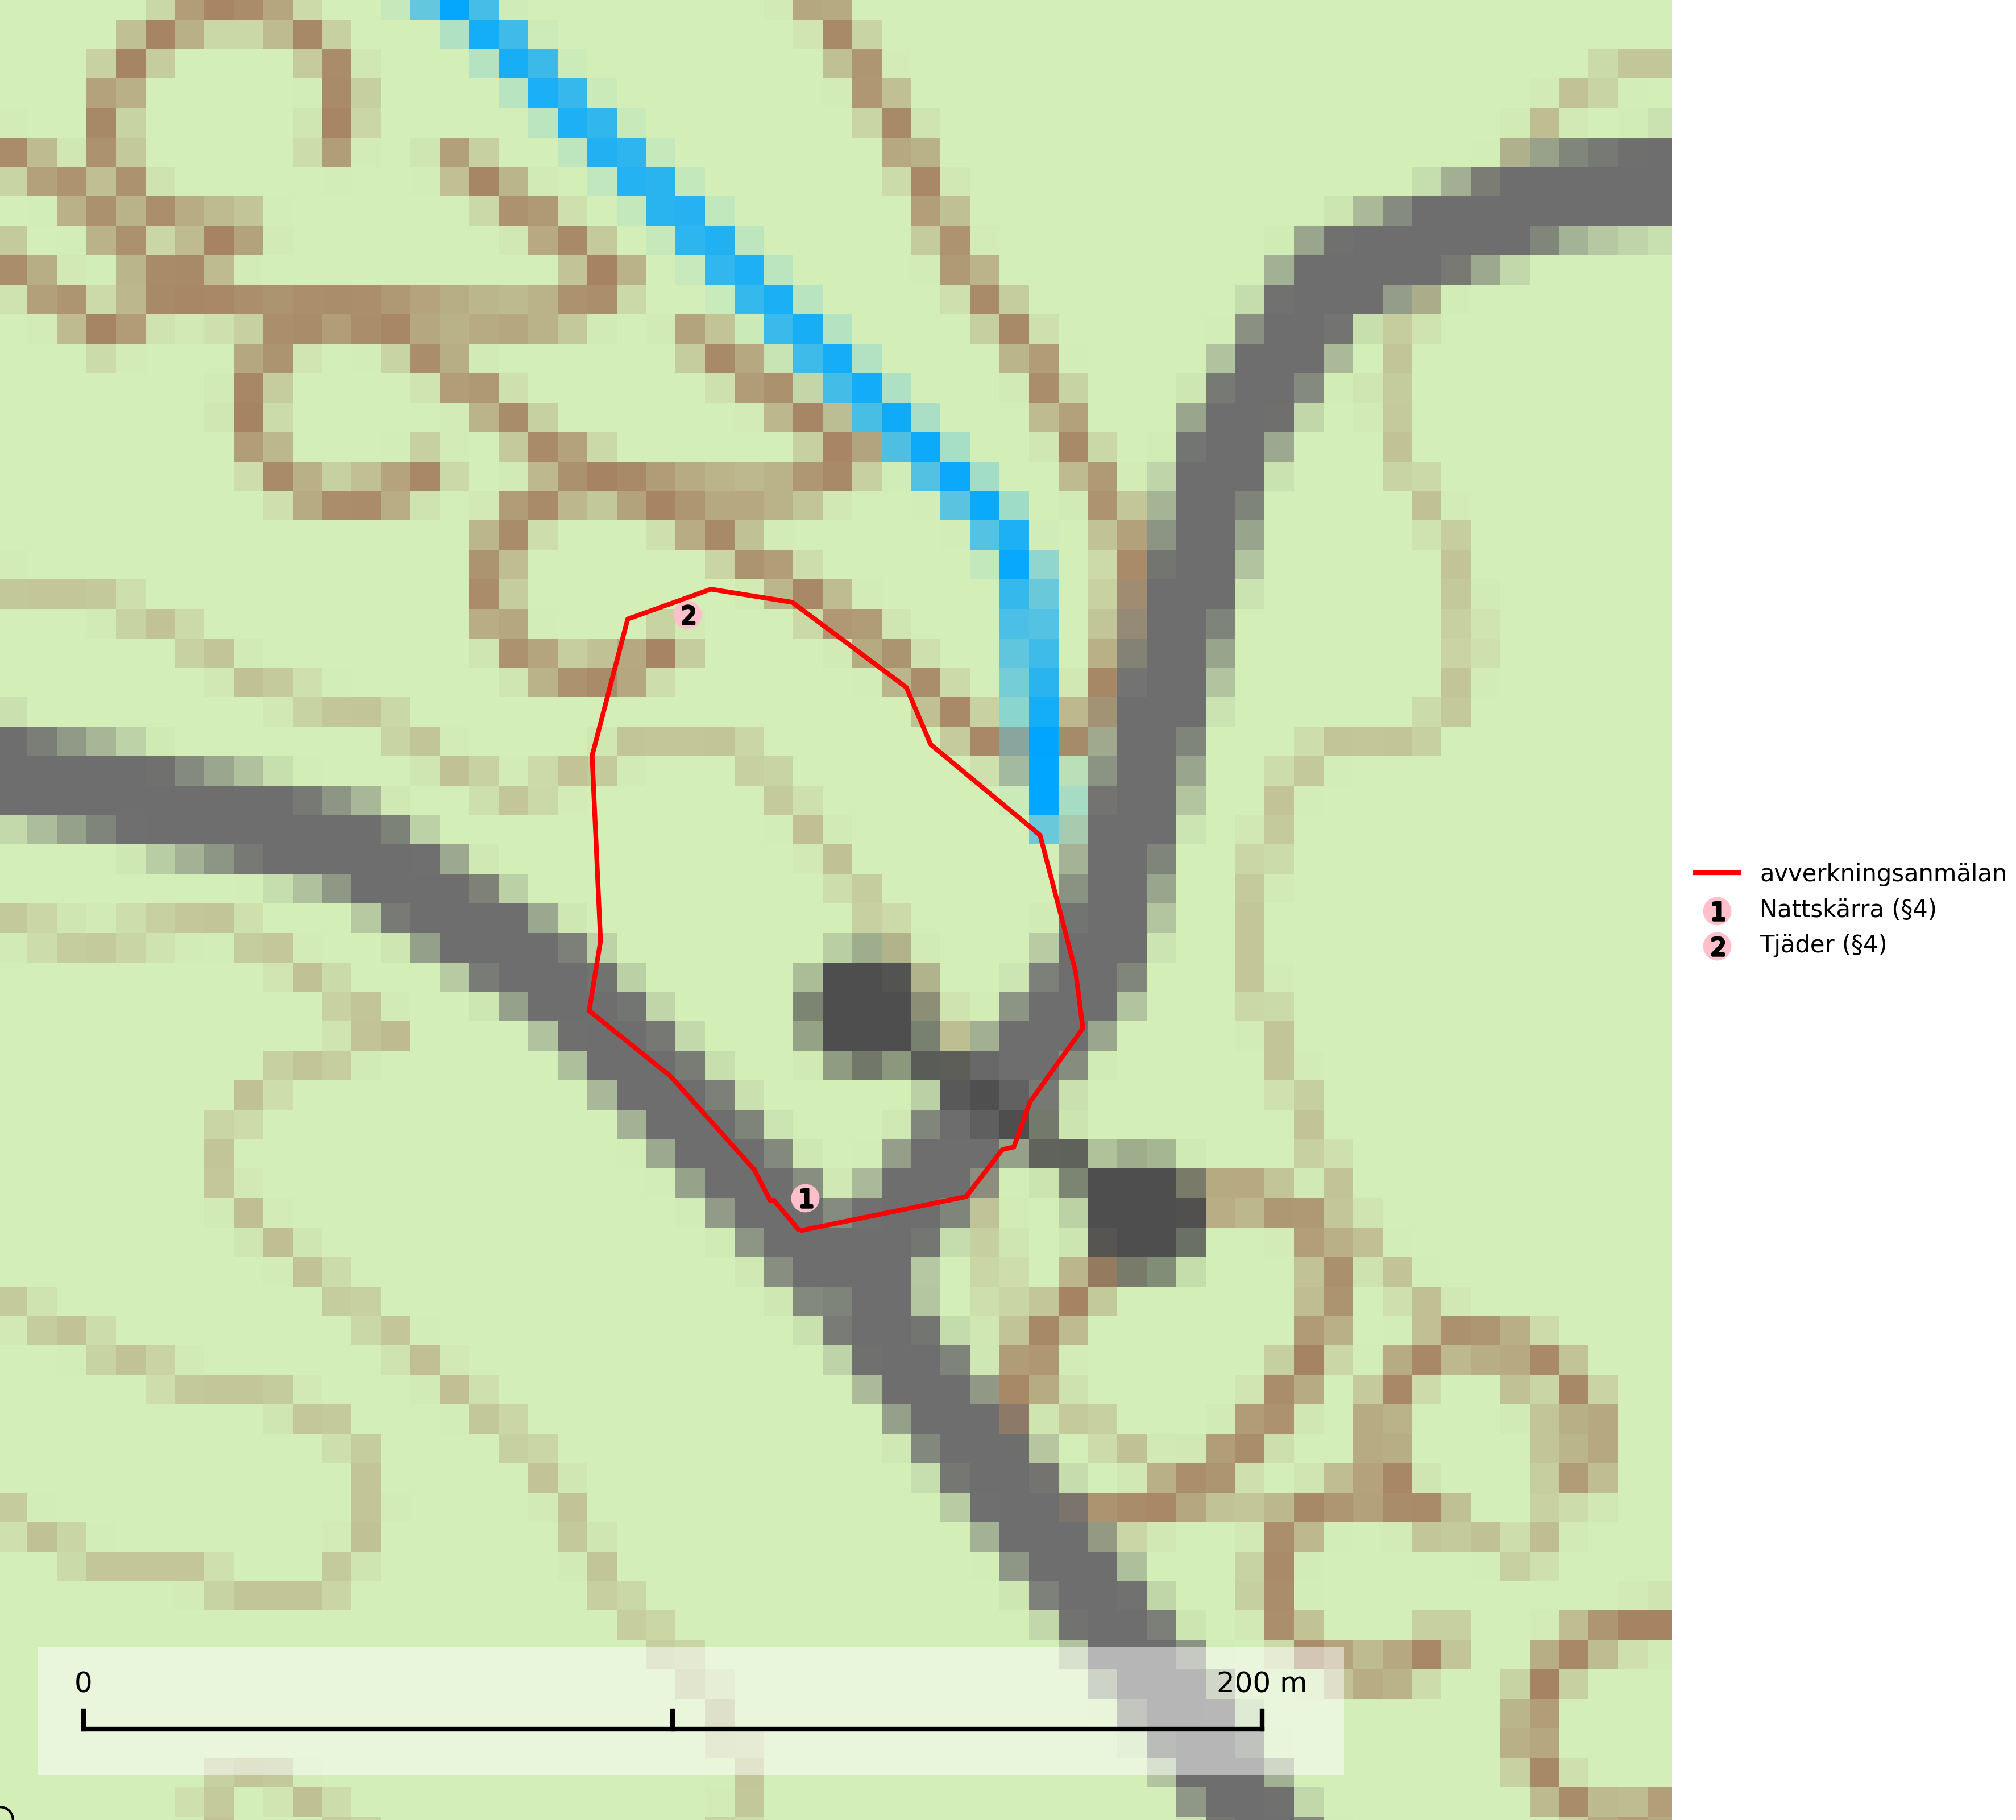 2
avverkningsanmälan
1 Nattskärra (§4)
2 Tjäder (§4)
1
0 200 m